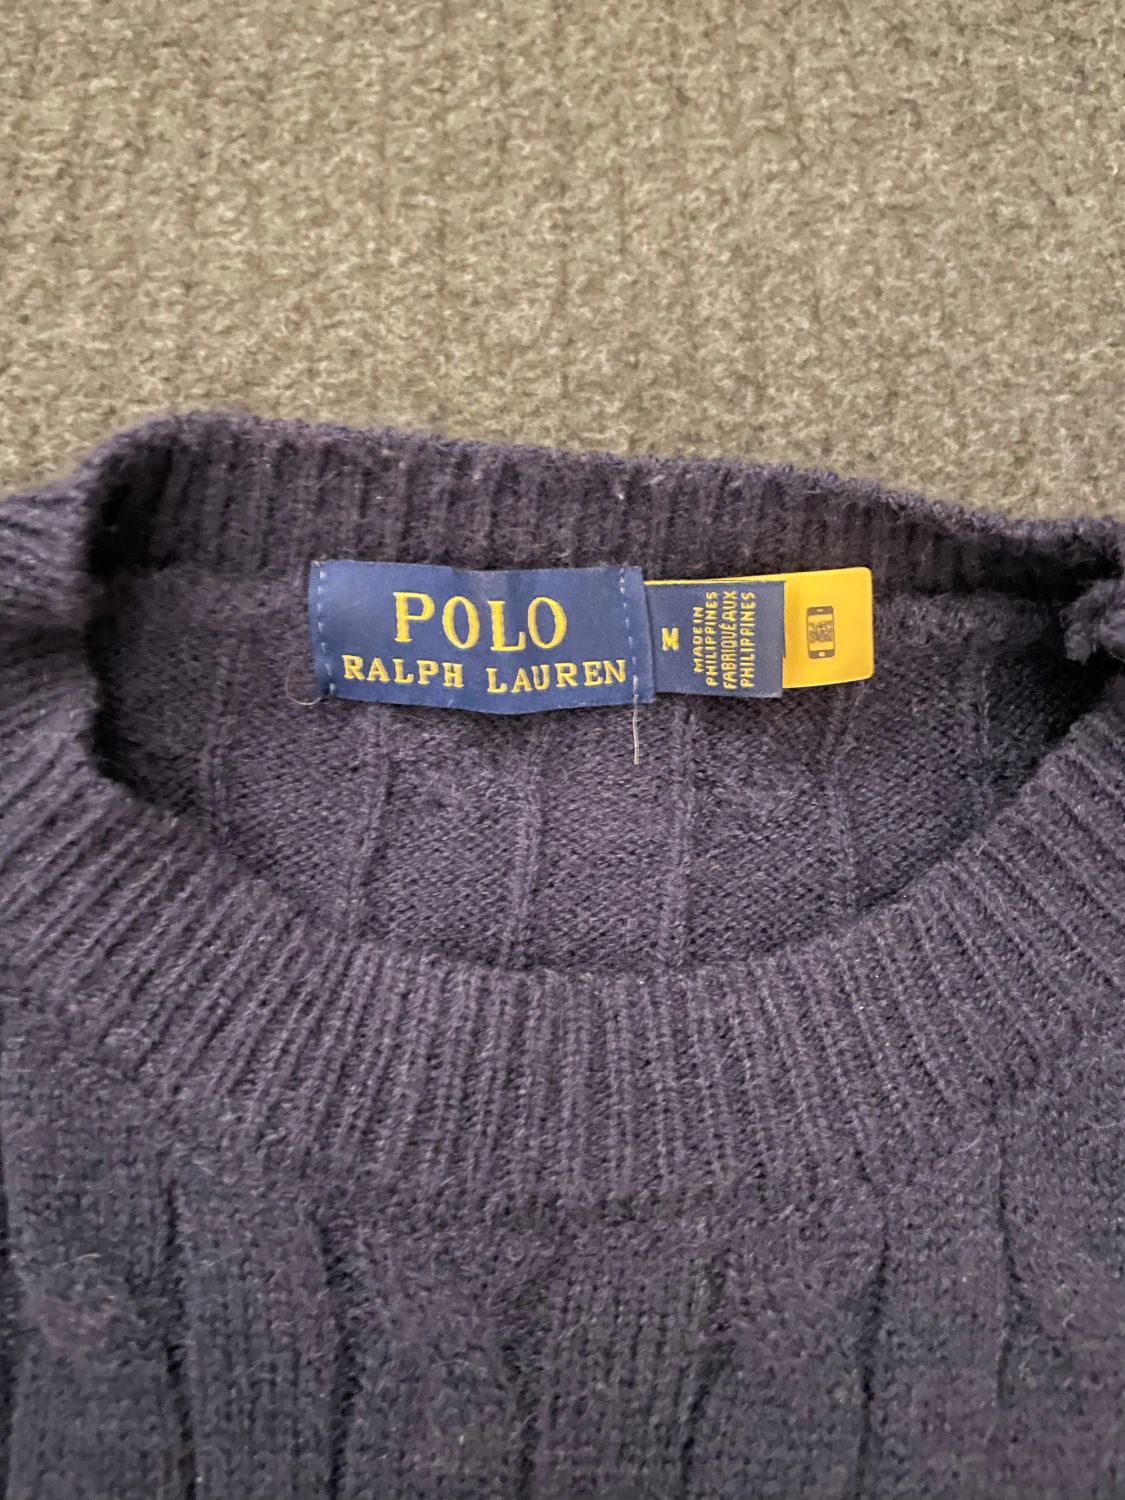 POLO
RALPH LAUREN
M
MADE IN
PHILIPPINES
FABRIQUÉ AUX
PHILIPPINES